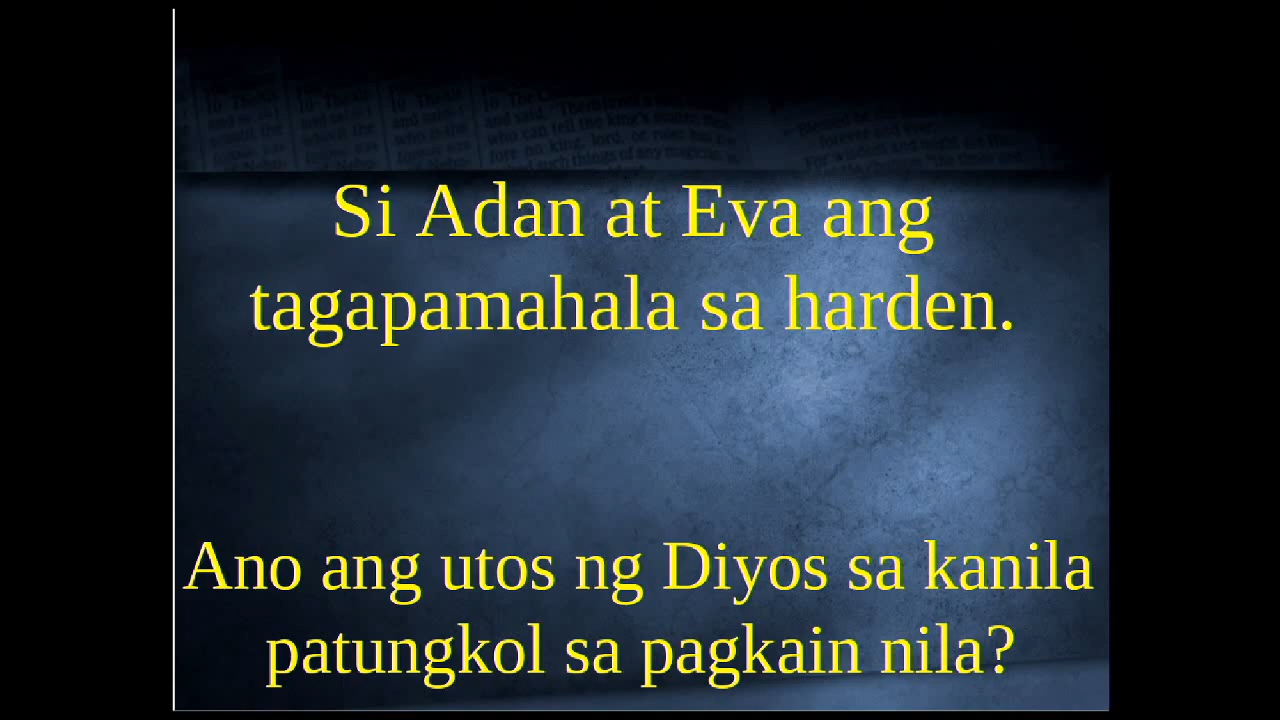 Si Adan at Eva ang
tagapamahala sa harden.
Ano ang utos ng Diyos sa kanila
patungkol sa pagkain nila?